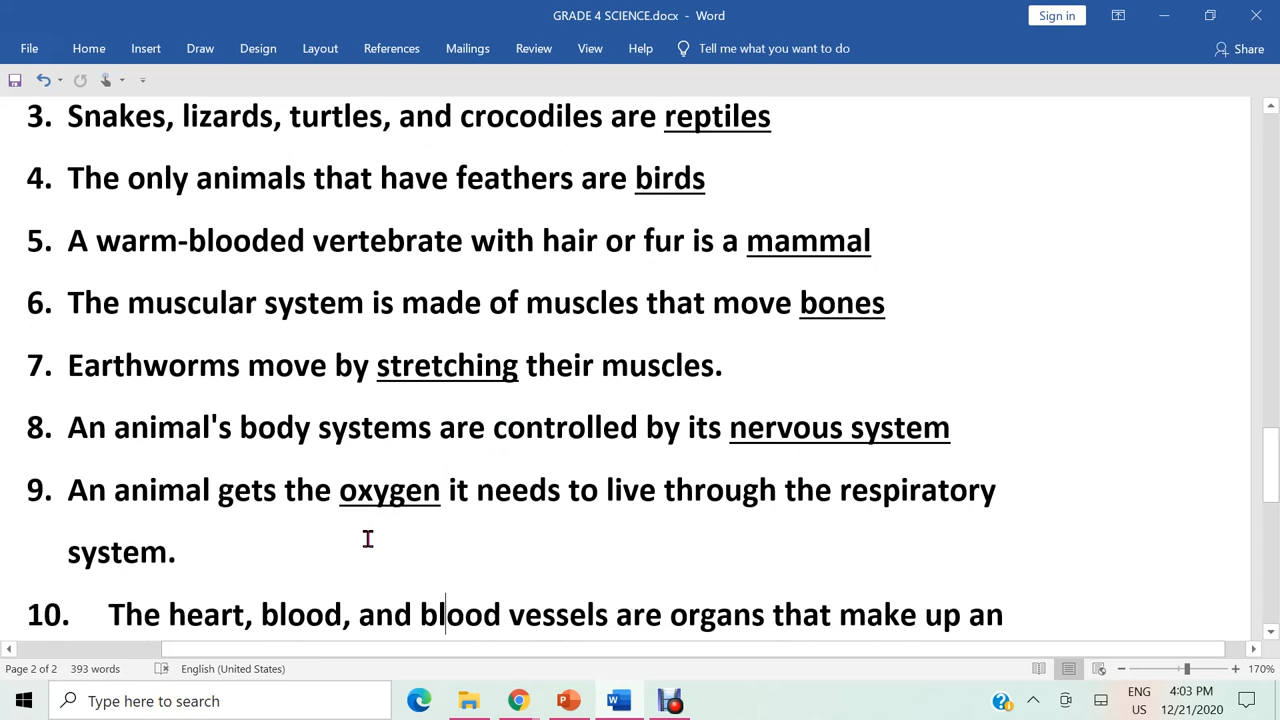 GRADE 4 SCIENCE.docx - Word
Sign in
File Home Insert Draw Design Layout References Mailings Review View Help Tell me what you want to do Share
3. Snakes, lizards, turtles, and crocodiles are reptiles
4. The only animals that have feathers are birds
5. A warm-blooded vertebrate with hair or fur is a mammal
6. The muscular system is made of muscles that move bones
7. Earthworms move by stretching their muscles.
8. An animal's body systems are controlled by its nervous system
9. An animal gets the oxygen it needs to live through the respiratory
system.
10. The heart, blood, and blood vessels are organs that make up an
Page 2 of 2 393 words English (United States) 170%
Type here to search
ENG
US
4:03 PM
12/21/2020